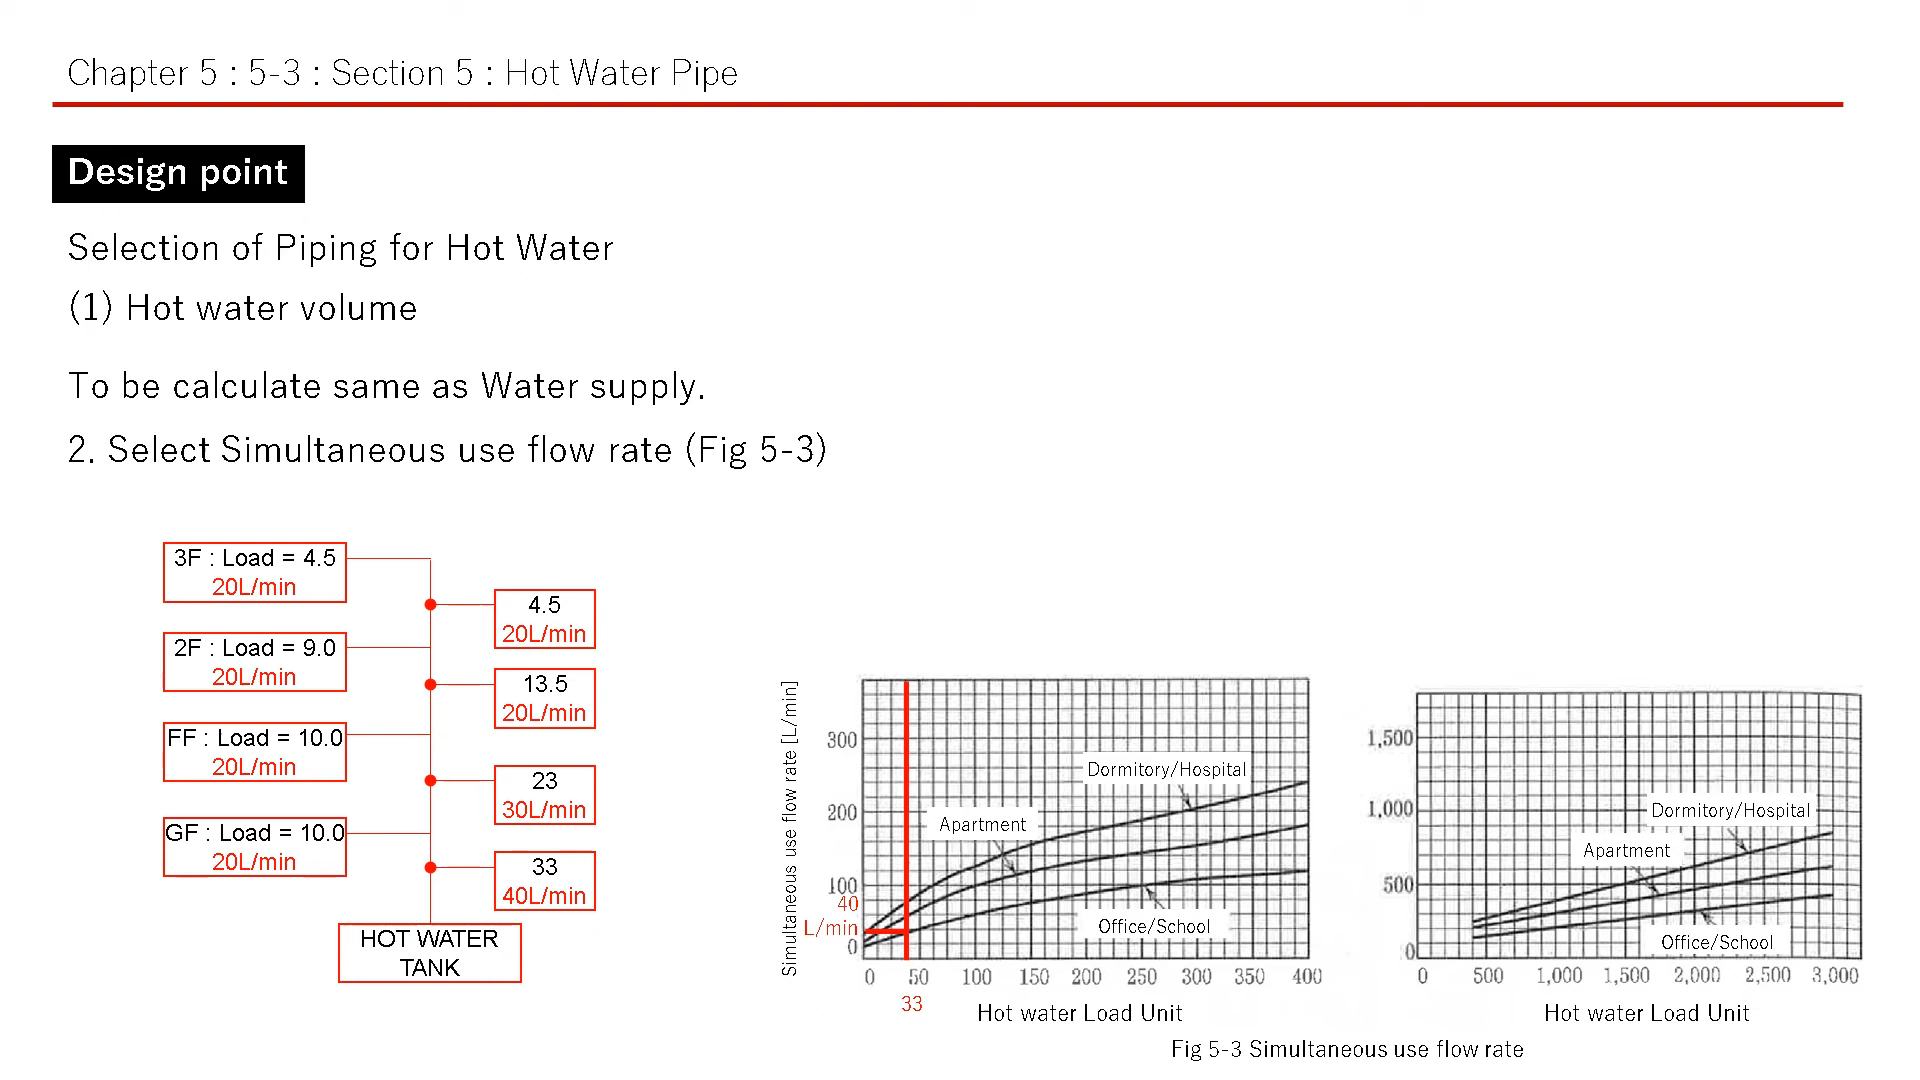 Chapter 5 : 5-3 : Section 5 : Hot Water Pipe
Design point
Selection of Piping for Hot Water
(1) Hot water volume
To be calculate same as Water supply.
2. Select Simultaneous use flow rate (Fig 5-3)
3F : Load = 4.5
20L/min
4.5
20L/min
2F : Load = 9.0
20L/min
13.5
20L/min
FF : Load = 10.0
20L/min
23
30L/min
GF : Load = 10.0
20L/min
33
40L/min
HOT WATER
TANK
Simultaneous use flow rate [L/min]
300
200
100
40
L/min
0
Dormitory/Hospital
Apartment
Office/School
0 50 100 150 200 250 300 350 400
33
Hot water Load Unit
1,500
1,000
500
0
Dormitory/Hospital
Apartment
Office/School
0 500 1,000 1,500 2,000 2,500 3,000
Hot water Load Unit
Fig 5-3 Simultaneous use flow rate